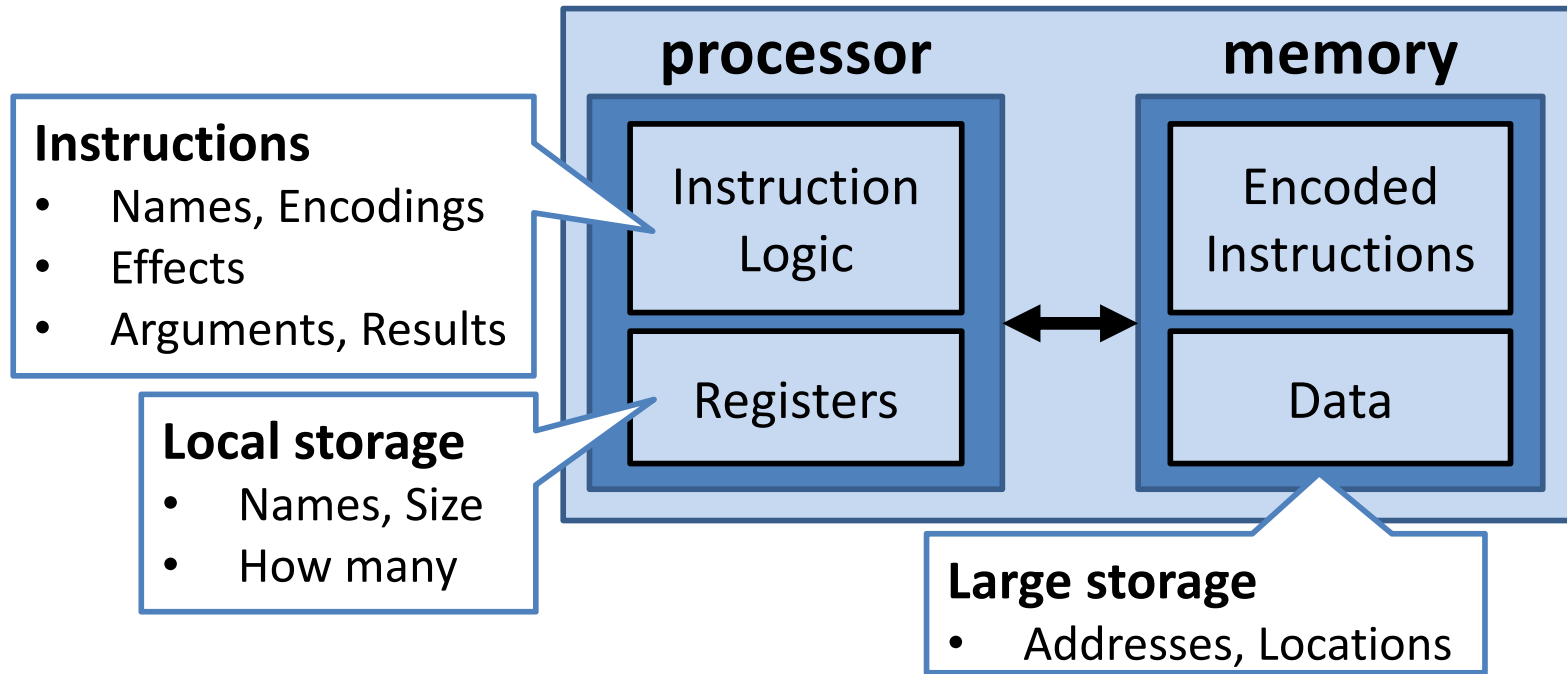 processor
memory
Instructions
• Names, Encodings
• Effects
• Arguments, Results
Instruction
Logic
Encoded
Instructions
Registers
Data
Local storage
• Names, Size
• How many
Large storage
• Addresses, Locations